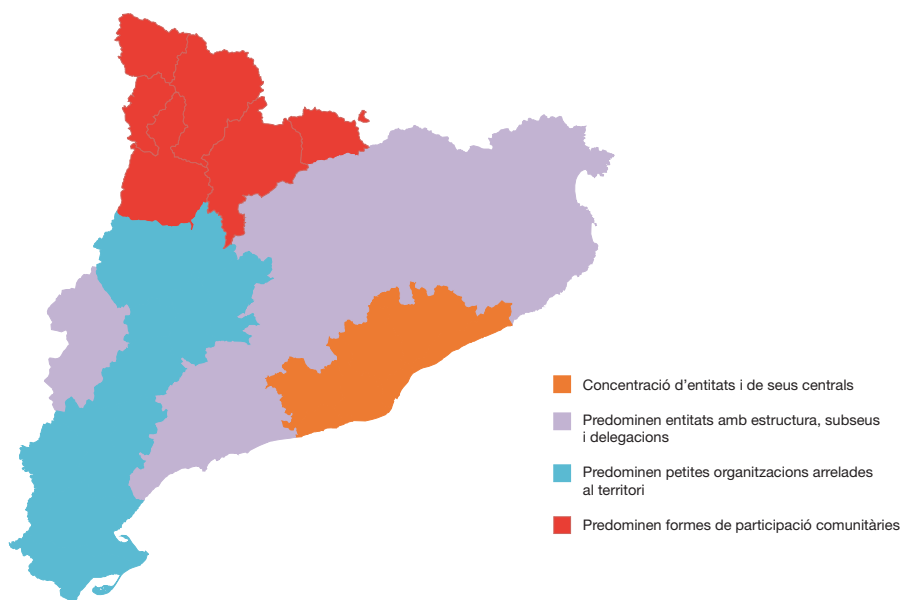 Concentració d’entitats i de seus centrals
Predominen entitats amb estructura, subseus
i delegacions
Predominen petites organitzacions arrelades
al territori
Predominen formes de participació comunitàries